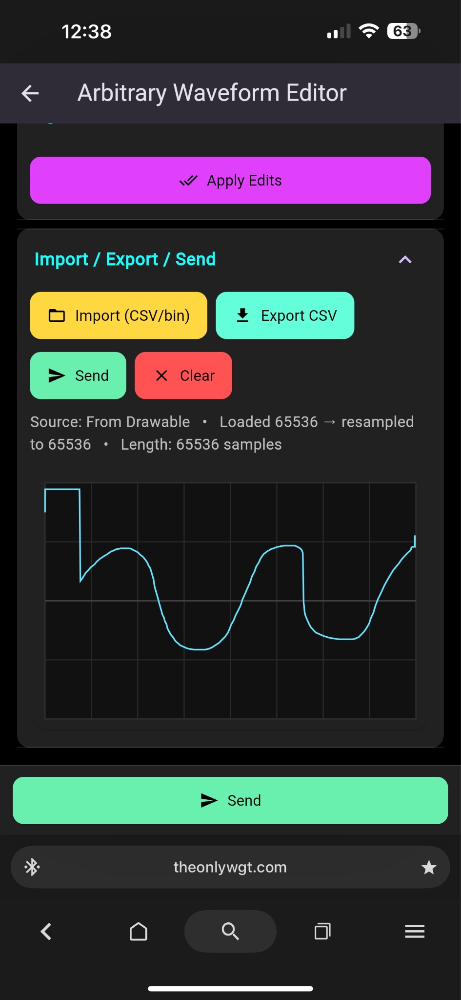 12:38
63
Arbitrary Waveform Editor
Apply Edits
Import / Export / Send
Import (CSV/bin)
Export CSV
Send
Clear
Source: From Drawable • Loaded 65536 → resampled
to 65536 • Length: 65536 samples
Send
theonlywgt.com